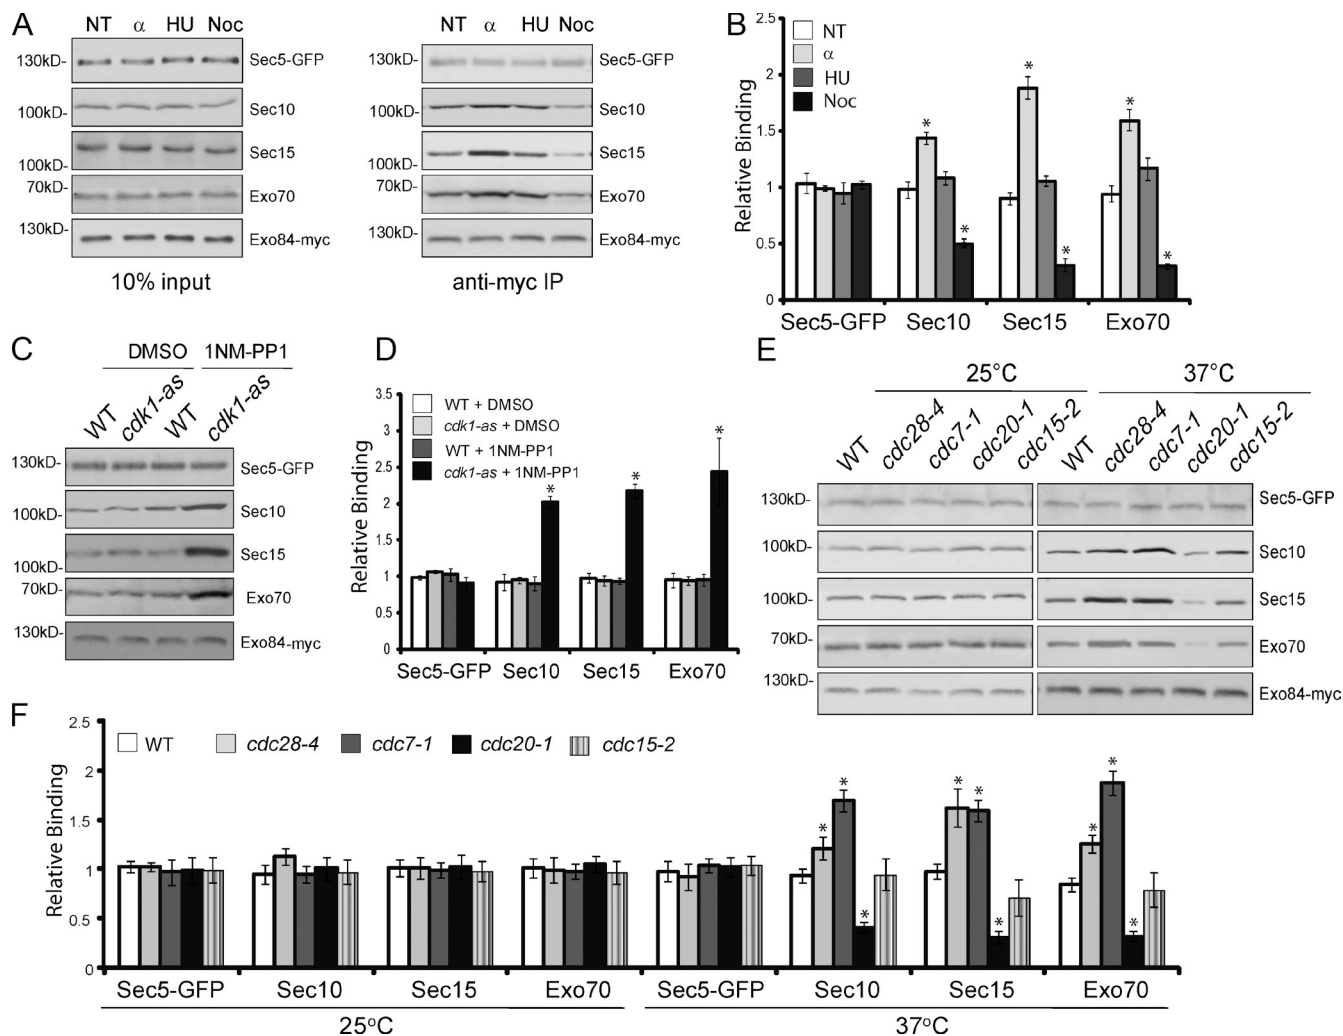 A
NT α HU Noc
130kD- Sec5-GFP
100kD- Sec10
100kD- Sec15
70kD- Exo70
130kD- Exo84-myc
10% input
NT α HU Noc
130kD- Sec5-GFP
100kD- Sec10
100kD- Sec15
70kD- Exo70
130kD- Exo84-myc
anti-myc IP
B
Relative Binding
2.5
2
1.5
1
0.5
0
NT
α
HU
Noc
* * * * * *
Sec5-GFP Sec10 Sec15 Exo70
C
DMSO 1NM-PP1
WT cdk1-as WT cdk1-as
130kD- Sec5-GFP
100kD- Sec10
100kD- Sec15
70kD- Exo70
130kD- Exo84-myc
D
Relative Binding
3.5
3
2.5
2
1.5
1
0.5
0
WT + DMSO
cdk1-as + DMSO
WT + 1NM-PP1
cdk1-as + 1NM-PP1
* * *
Sec5-GFP Sec10 Sec15 Exo70
E
25°C 37°C
WT cdc28-4 cdc7-1 cdc20-1 cdc15-2 WT cdc28-4 cdc7-1 cdc20-1 cdc15-2
130kD- Sec5-GFP
100kD- Sec10
100kD- Sec15
70kD- Exo70
130kD- Exo84-myc
F
Relative Binding
2.5
2
1.5
1
0.5
0
WT cdc28-4 cdc7-1 cdc20-1 cdc15-2
* * * * * * * * *
Sec5-GFP Sec10 Sec15 Exo70 Sec5-GFP Sec10 Sec15 Exo70
25°C 37°C